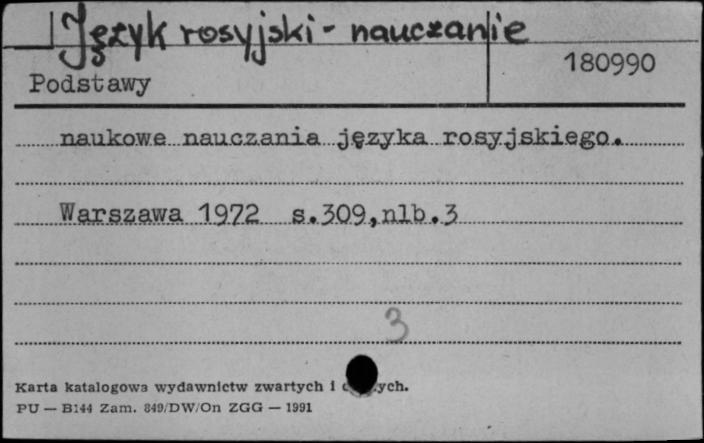 Język rosyjski - nauczanie
180990
Podstawy
naukowe nauczania języka rosyjskiego.
Warszawa 1972 s.309,nlb.3
3
Karta katalogowa wydawnictw zwartych i
PU — B144 Zam. 849/DW/On ZGG — 1991